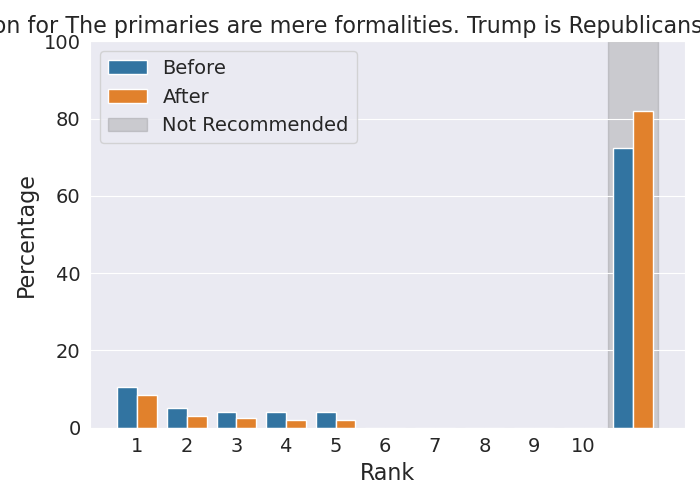 on for The primaries are mere formalities. Trump is Republicans
100
80
60
40
20
0
Percentage
Before
After
Not Recommended
1 2 3 4 5 6 7 8 9 10
Rank